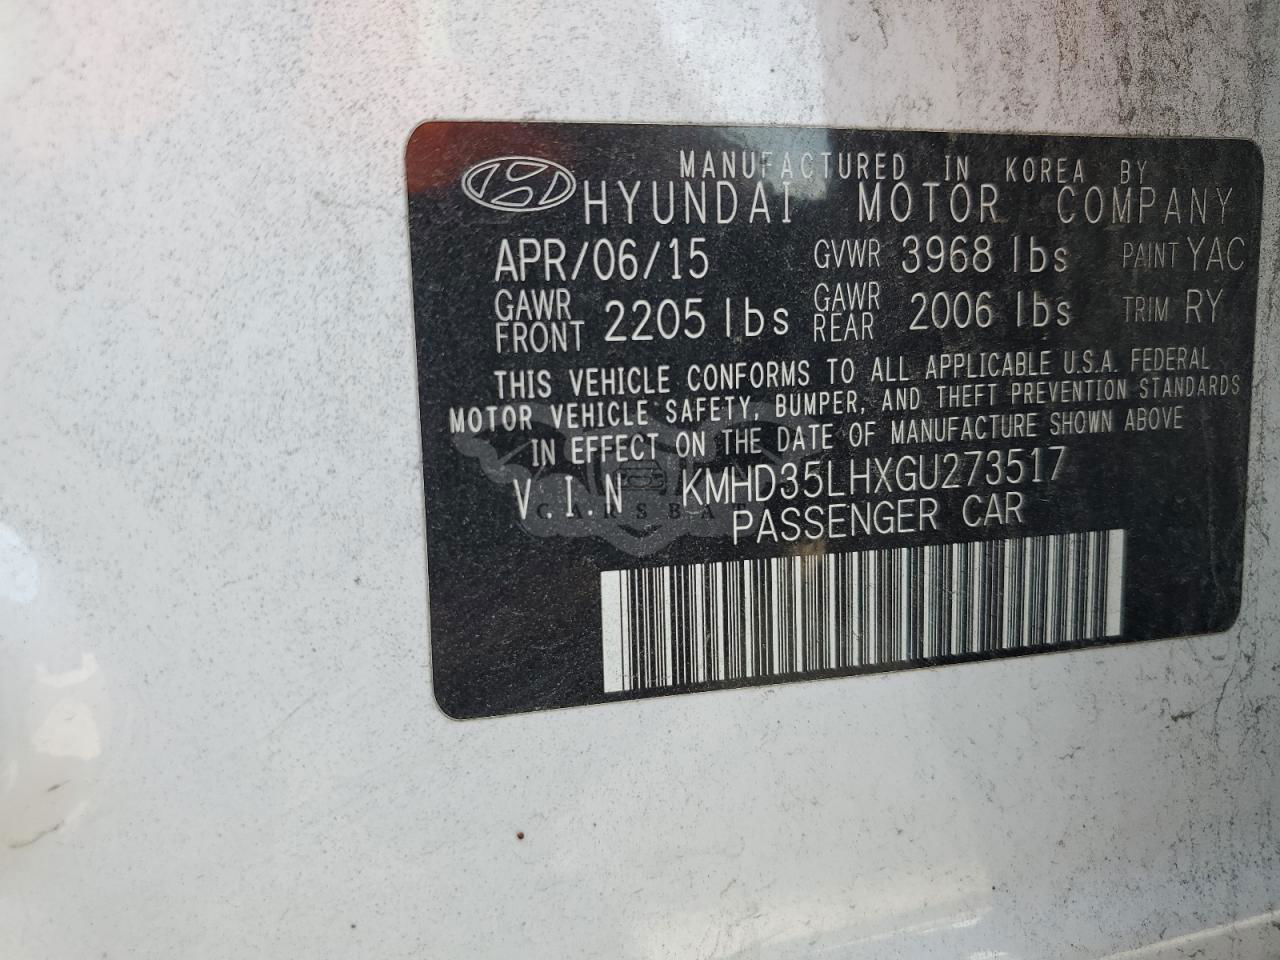 MANUFACTURED IN KOREA BY
HYUNDAI MOTOR COMPANY
APR/06/15 GVWR 3968 lbs PAINT YAC
GAWR FRONT 2205 lbs GAWR REAR 2006 lbs TRIM RY
THIS VEHICLE CONFORMS TO ALL APPLICABLE U.S.A. FEDERAL
MOTOR VEHICLE SAFETY, BUMPER, AND THEFT PREVENTION STANDARDS
IN EFFECT ON THE DATE OF MANUFACTURE SHOWN ABOVE
V.I.N KMHD35LHXGU273517
PASSENGER CAR
CARSBAT